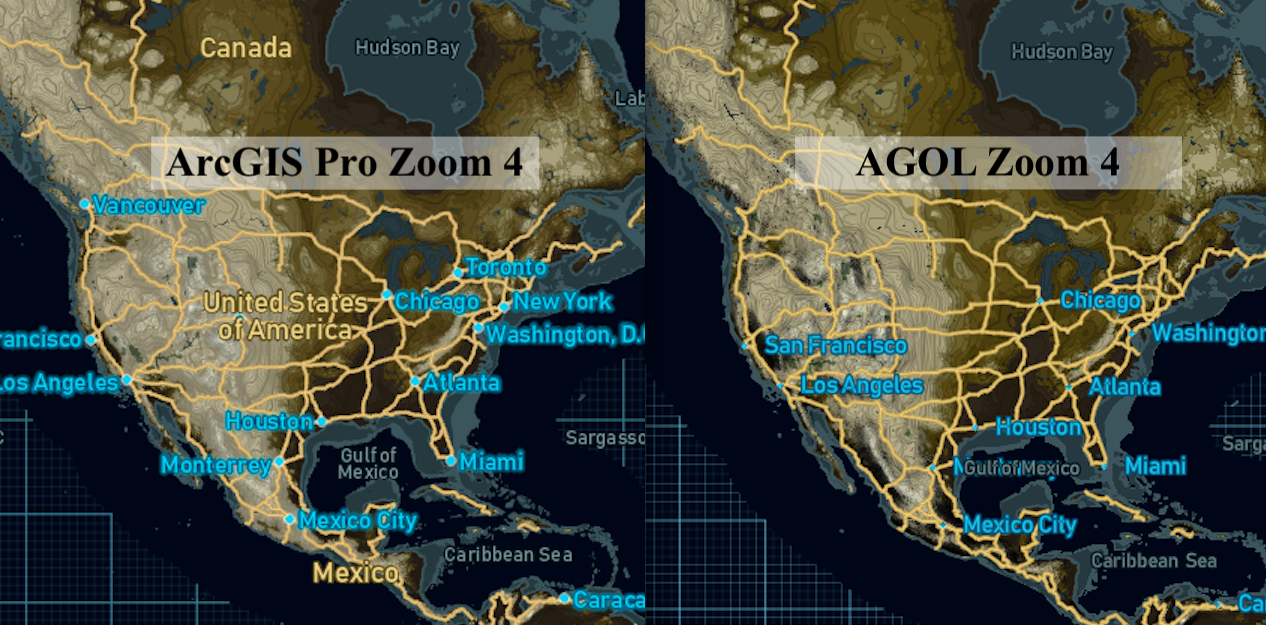 Canada
Hudson Bay
Lab
ArcGIS Pro Zoom 4
Vancouver
Toronto
United States
of America
Chicago
New York
Washington, D.C
rancisco
Los Angeles
Atlanta
Houston
Monterrey
Gulf of
Mexico
Miami
Sargasso
C
Mexico City
Caribbean Sea
Mexico
Caraca
Hudson Bay
AGOL Zoom 4
Chicago
Washington
San Francisco
Los Angeles
Atlanta
Houston
Gulf of Mexico
Miami
Sarga
Mexico City
Caribbean Sea
Ca